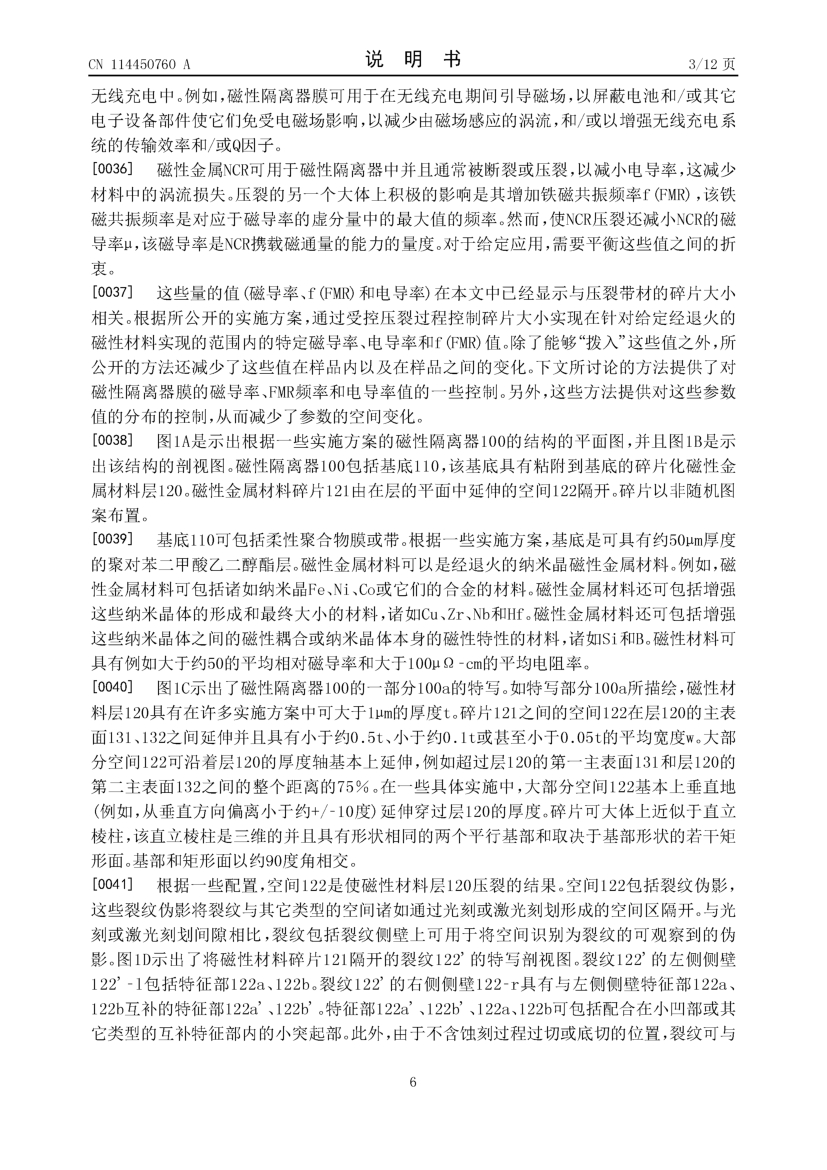 CN 114450760 A
说明书
3/12 页
无线充电中。例如,磁性隔离器膜可用于在无线充电期间引导磁场,以屏蔽电池和/或其它
电子设备部件使它们免受电磁场影响,以减少由磁场感应的涡流,和/或以增强无线充电系
统的传输效率和/或Q因子。
[0036] 磁性金属NCR可用于磁性隔离器中并且通常被断裂或压裂,以减小电导率,这减少
材料中的涡流损失。压裂的另一个大体上积极的影响是其增加铁磁共振频率f(FMR),该铁
磁共振频率是对应于磁导率的虚分量中的最大值的频率。然而,使NCR压裂还减小NCR的磁
导率μ,该磁导率是NCR携载磁通量的能力的量度。对于给定应用,需要平衡这些值之间的折
衷。
[0037] 这些量的值(磁导率、f(FMR)和电导率)在本文中已经显示与压裂带材的碎片大小
相关。根据所公开的实施方案,通过受控压裂过程控制碎片大小实现在针对给定经退火的
磁性材料实现的范围内的特定磁导率、电导率和f(FMR)值。除了能够“拨入”这些值之外,所
公开的方法还减少了这些值在样品内以及在样品之间的变化。下文所讨论的方法提供了对
磁性隔离器膜的磁导率、FMR频率和电导率值的一些控制。另外,这些方法提供对这些参数
值的分布的控制,从而减少了参数的空间变化。
[0038] 图1A是示出根据一些实施方案的磁性隔离器100的结构的平面图,并且图1B是示
出该结构的剖视图。磁性隔离器100包括基底110,该基底具有粘附到基底的碎片化磁性金
属材料层120。磁性金属材料碎片121由在层的平面中延伸的空间122隔开。碎片以非随机图
案布置。
[0039] 基底110可包括柔性聚合物膜或带。根据一些实施方案,基底是可具有约50μm厚度
的聚对苯二甲酸乙二醇酯层。磁性金属材料可以是经退火的纳米晶磁性金属材料。例如,磁
性金属材料可包括诸如纳米晶Fe、Ni、Co或它们的合金的材料。磁性金属材料还可包括增强
这些纳米晶体的形成和最终大小的材料,诸如Cu、Zr、Nb和Hf。磁性金属材料还可包括增强
这些纳米晶体之间的磁性耦合或纳米晶体本身的磁性特性的材料,诸如Si和B。磁性材料可
具有例如大于约50的平均相对磁导率和大于100μΩ-cm的平均电阻率。
[0040] 图1C示出了磁性隔离器100的一部分100a的特写。如特写部分100a所描绘,磁性材
料层120具有在许多实施方案中可大于1μm的厚度t。碎片121之间的空间122在层120的主表
面131、132之间延伸并且具有小于约0.5t、小于约0.1t或甚至小于0.05t的平均宽度w。大部
分空间122可沿着层120的厚度轴基本上延伸,例如超过层120的第一主表面131和层120的
第二主表面132之间的整个距离的75%。在一些具体实施中,大部分空间122基本上垂直地
(例如,从垂直方向偏离小于约+/-10度)延伸穿过层120的厚度。碎片可大体上近似于直立
棱柱,该直立棱柱是三维的并且具有形状相同的两个平行基部和取决于基部形状的若干矩
形面。基部和矩形面以约90度角相交。
[0041] 根据一些配置,空间122是使磁性材料层120压裂的结果。空间122包括裂纹伪影,
这些裂纹伪影将裂纹与其它类型的空间诸如通过光刻或激光刻划形成的空间区隔开。与光
刻或激光刻划间隙相比,裂纹包括裂纹侧壁上可用于将空间识别为裂纹的可观察到的伪
影。图1D示出了将磁性材料碎片121隔开的裂纹122'的特写剖视图。裂纹122'的左侧侧壁
122'-l包括特征部122a、122b。裂纹122'的右侧侧壁122-r具有与左侧侧壁特征部122a、
122b互补的特征部122a'、122b'。特征部122a'、122b'、122a、122b可包括配合在小凹部或其
它类型的互补特征部内的小突起部。此外,由于不含蚀刻过程过切或底切的位置,裂纹可与
6